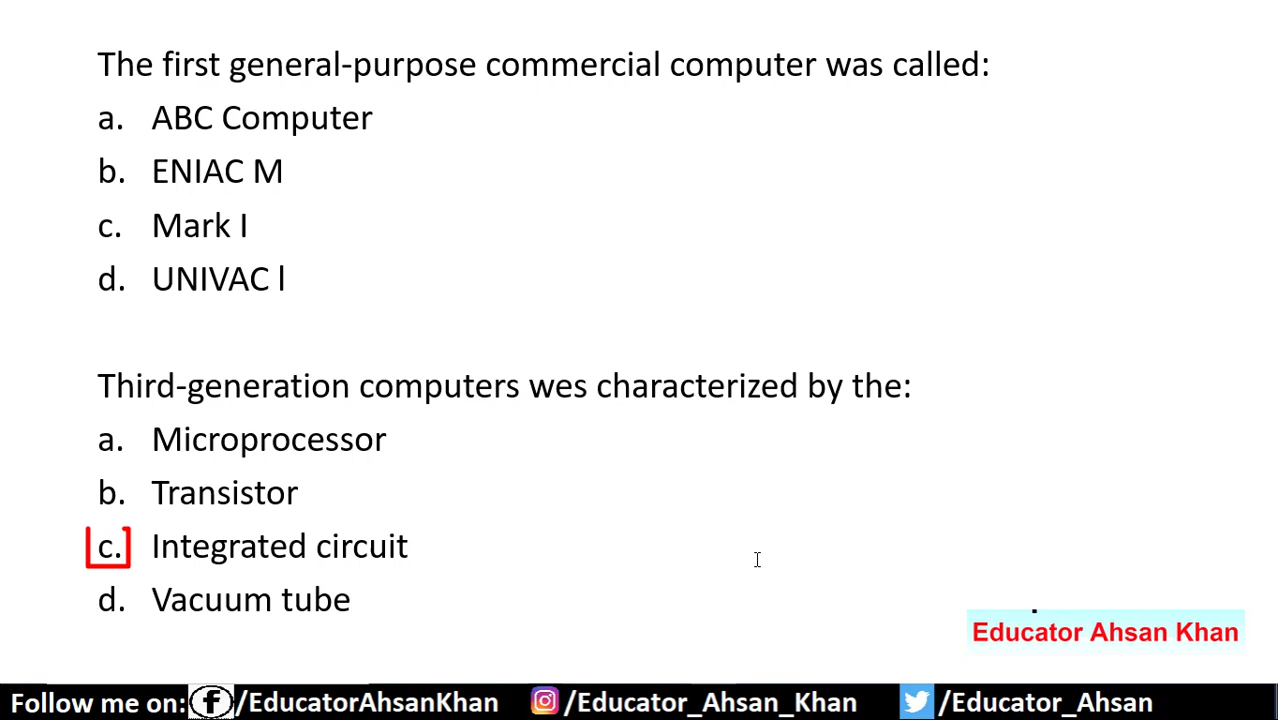 The first general-purpose commercial computer was called:
a. ABC Computer
b. ENIAC M
c. Mark I
d. UNIVAC l
Third-generation computers wes characterized by the:
a. Microprocessor
b. Transistor
c. Integrated circuit
d. Vacuum tube
Educator Ahsan Khan
Follow me on: f/EducatorAhsanKhan /Educator_Ahsan_Khan /Educator_Ahsan